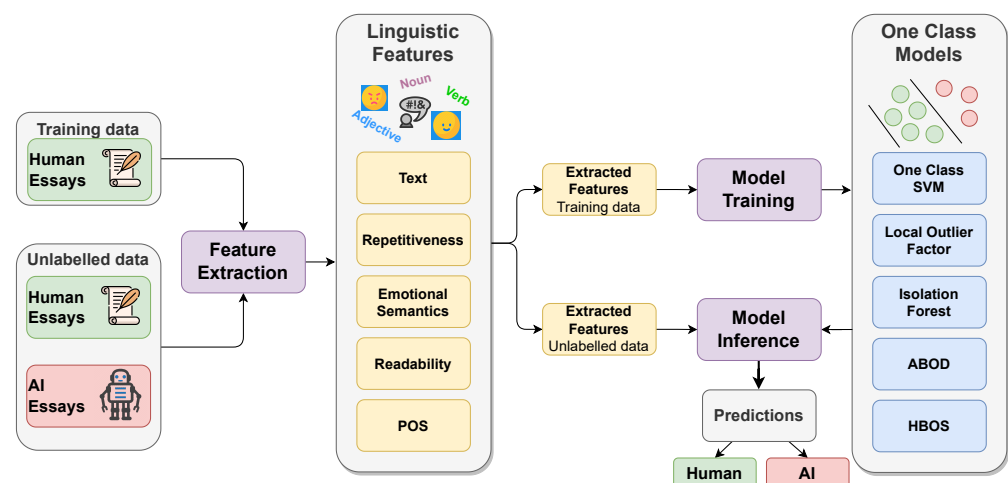 Training data
Human
Essays
Unlabelled data
Human
Essays
AI
Essays
Feature
Extraction
Linguistic
Features
Noun
#!&
Verb
Adjective
Text
Repetitiveness
Emotional
Semantics
Readability
POS
Extracted
Features
Training data
Extracted
Features
Unlabelled data
Model
Training
Model
Inference
Predictions
Human
AI
One Class
Models
One Class
SVM
Local Outlier
Factor
Isolation
Forest
ABOD
HBOS